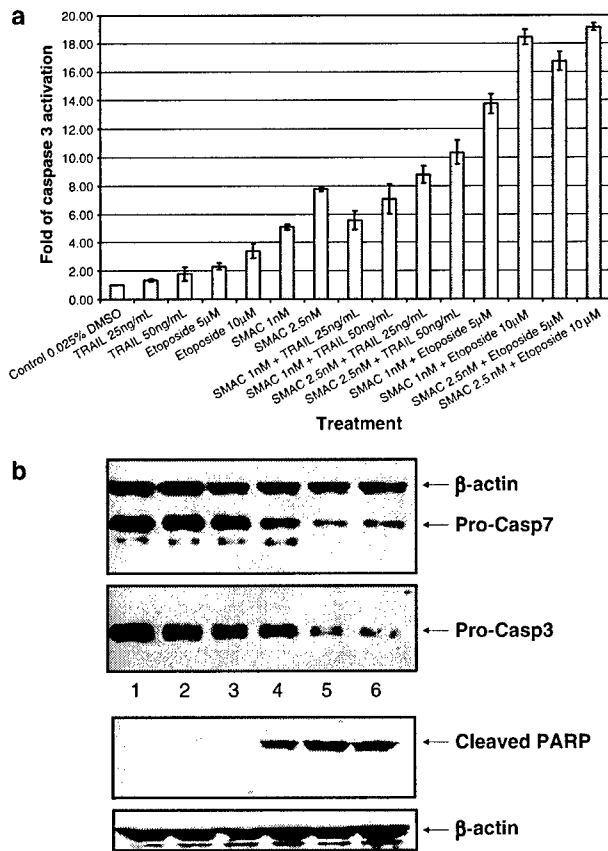 a
Fold of caspase 3 activation
20.00
18.00
16.00
14.00
12.00
10.00
8.00
6.00
4.00
2.00
0.00
Control 0.025% DMSO
TRAIL 25ng/mL
TRAIL 50ng/mL
Etoposide 5µM
Etoposide 10µM
SMAC 1nM
SMAC 2.5nM
SMAC 1nM + TRAIL 25ng/mL
SMAC 1nM + TRAIL 50ng/mL
SMAC 2.5nM + TRAIL 25ng/mL
SMAC 2.5nM + TRAIL 50ng/mL
SMAC 1nM + Etoposide 5µM
SMAC 1nM + Etoposide 10µM
SMAC 2.5nM + Etoposide 5µM
SMAC 2.5 nM + Etoposide 10 µM
Treatment
b
β-actin
Pro-Casp7
Pro-Casp3
1 2 3 4 5 6
Cleaved PARP
β-actin